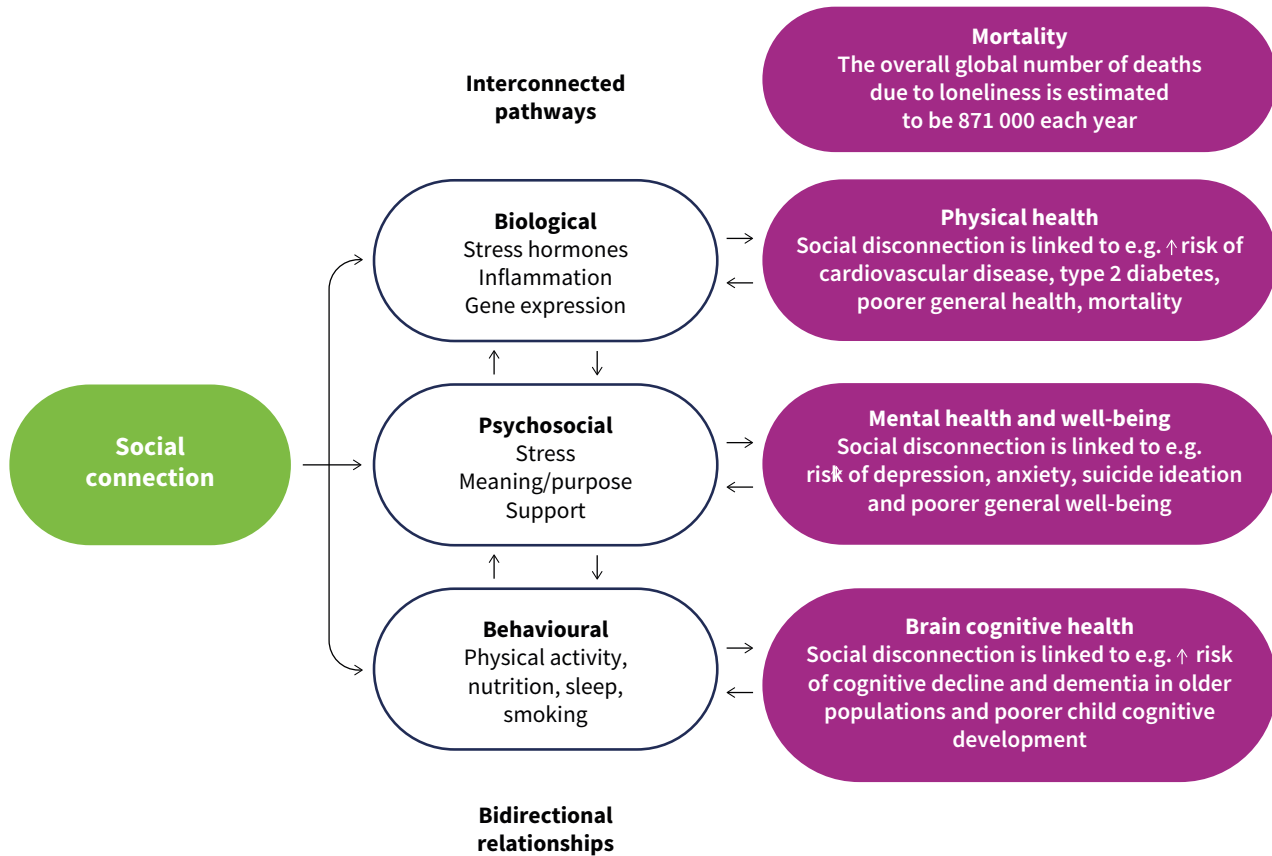 Interconnected
pathways
Mortality
The overall global number of deaths
due to loneliness is estimated
to be 871 000 each year
Social
connection
Biological
Stress hormones
Inflammation
Gene expression
Physical health
Social disconnection is linked to e.g. ↑ risk of
cardiovascular disease, type 2 diabetes,
poorer general health, mortality
Psychosocial
Stress
Meaning/purpose
Support
Mental health and well-being
Social disconnection is linked to e.g.
risk of depression, anxiety, suicide ideation
and poorer general well-being
Behavioural
Physical activity,
nutrition, sleep,
smoking
Brain cognitive health
Social disconnection is linked to e.g. ↑ risk
of cognitive decline and dementia in older
populations and poorer child cognitive
development
Bidirectional
relationships